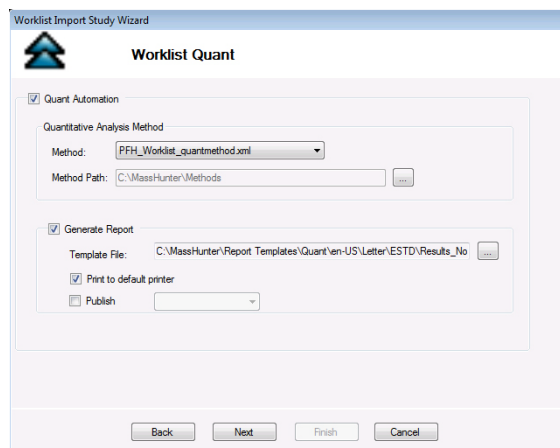 Worklist Import Study Wizard
Worklist Quant
Quant Automation
Quantitative Analysis Method
Method: PFH_Worklist_quantmethod.xml
Method Path: C:\MassHunter\Methods ...
Generate Report
Template File: C:\MassHunter\Report Templates\Quant\en-US\Letter\ESTD\Results_No ...
Print to default printer
Publish
Back Next Finish Cancel